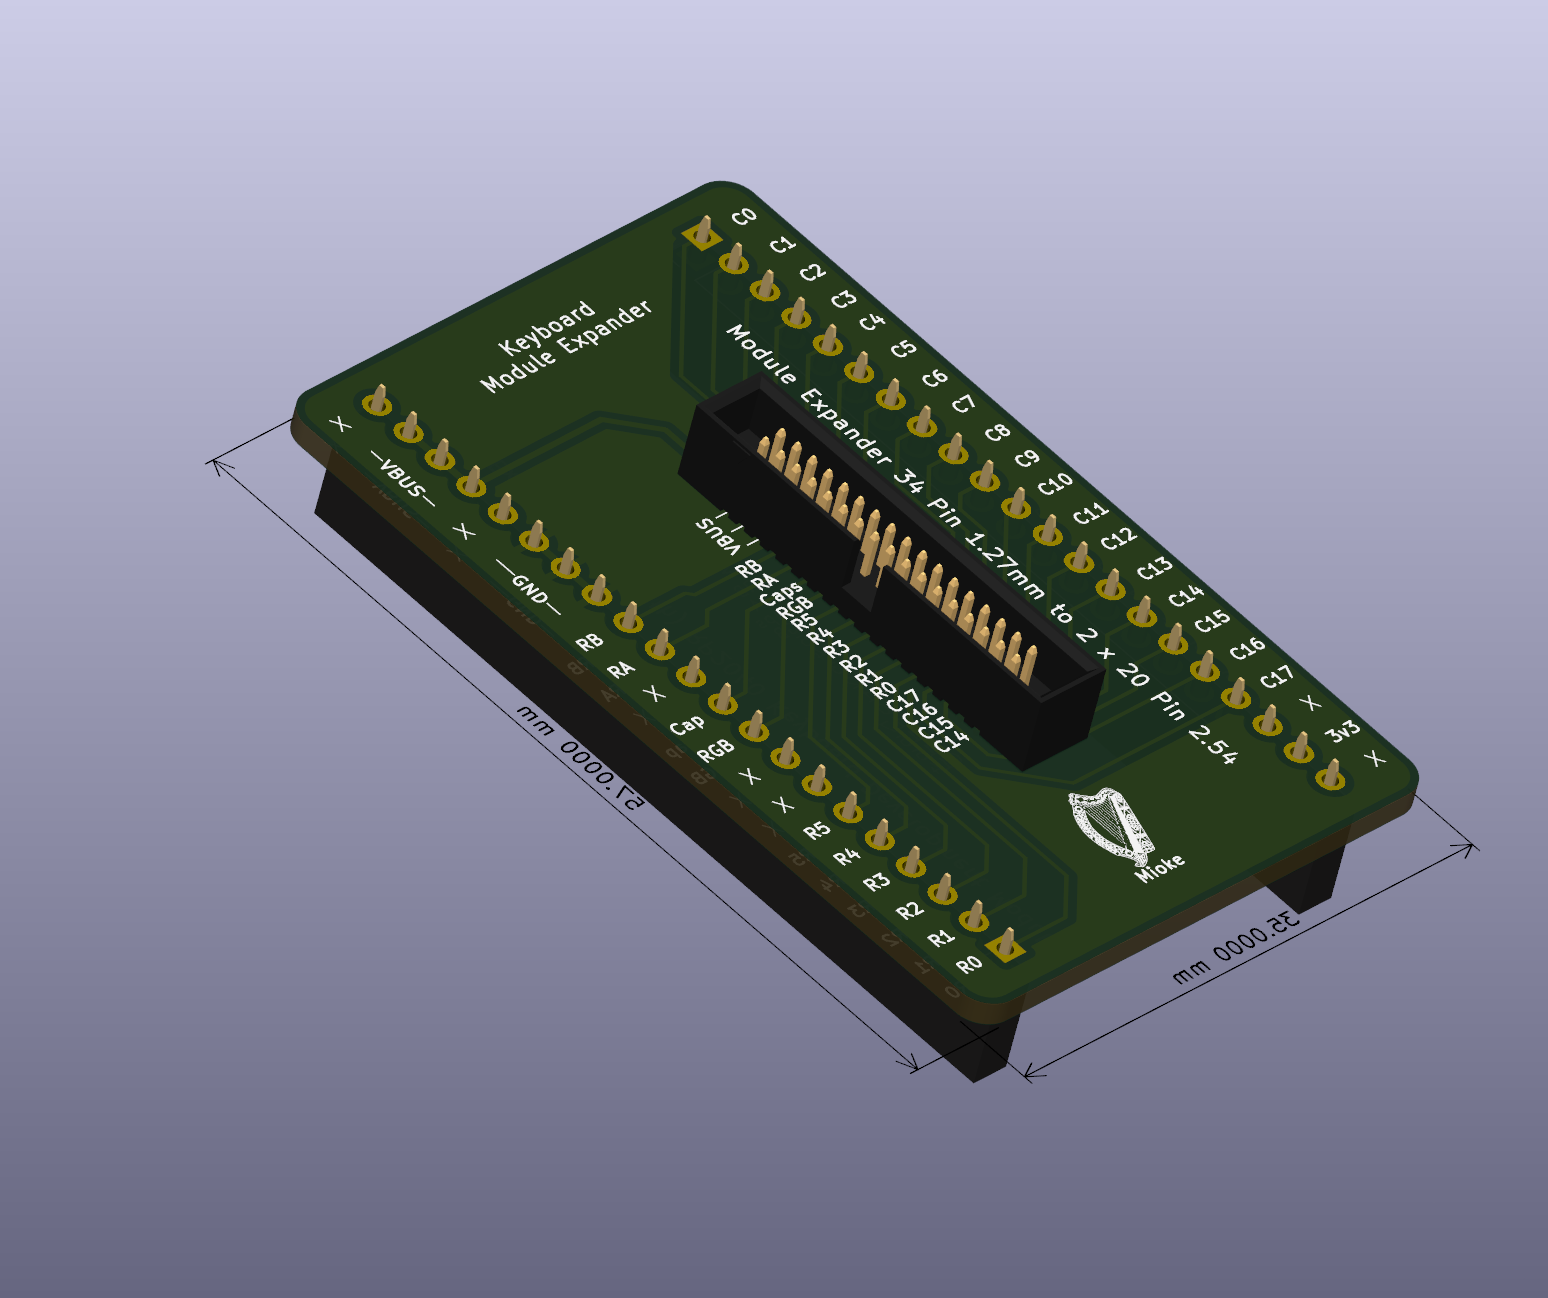 Keyboard
Module Expander
C0
C1
C2
C3
C4
C5
C6
C7
C8
C9
C10
C11
C12
C13
C14
C15
C16
C17
X
3v3
X
Module Expander 34 Pin 1.27mm to 2 x 20 Pin 2.54
X
—VBUS—
X
—GND—
RB
RA
X
Cap
RGB
X
X
R5
R4
R3
R2
R1
R0
VBUS
RB
RA
Caps
RGB
R5
R4
R3
R2
R1
R0
C17
C16
C15
C14
Mioke
57.0000 mm
35.0000 mm